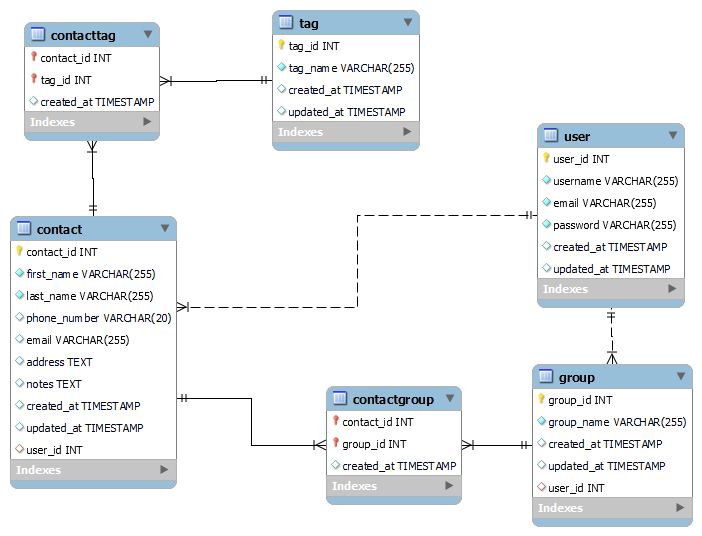 contacttag
contact_id INT
tag_id INT
created_at TIMESTAMP
Indexes
tag
tag_id INT
tag_name VARCHAR(255)
created_at TIMESTAMP
updated_at TIMESTAMP
Indexes
user
user_id INT
username VARCHAR(255)
email VARCHAR(255)
password VARCHAR(255)
created_at TIMESTAMP
updated_at TIMESTAMP
Indexes
contact
contact_id INT
first_name VARCHAR(255)
last_name VARCHAR(255)
phone_number VARCHAR(20)
email VARCHAR(255)
address TEXT
notes TEXT
created_at TIMESTAMP
updated_at TIMESTAMP
user_id INT
Indexes
contactgroup
contact_id INT
group_id INT
created_at TIMESTAMP
Indexes
group
group_id INT
group_name VARCHAR(255)
created_at TIMESTAMP
updated_at TIMESTAMP
user_id INT
Indexes